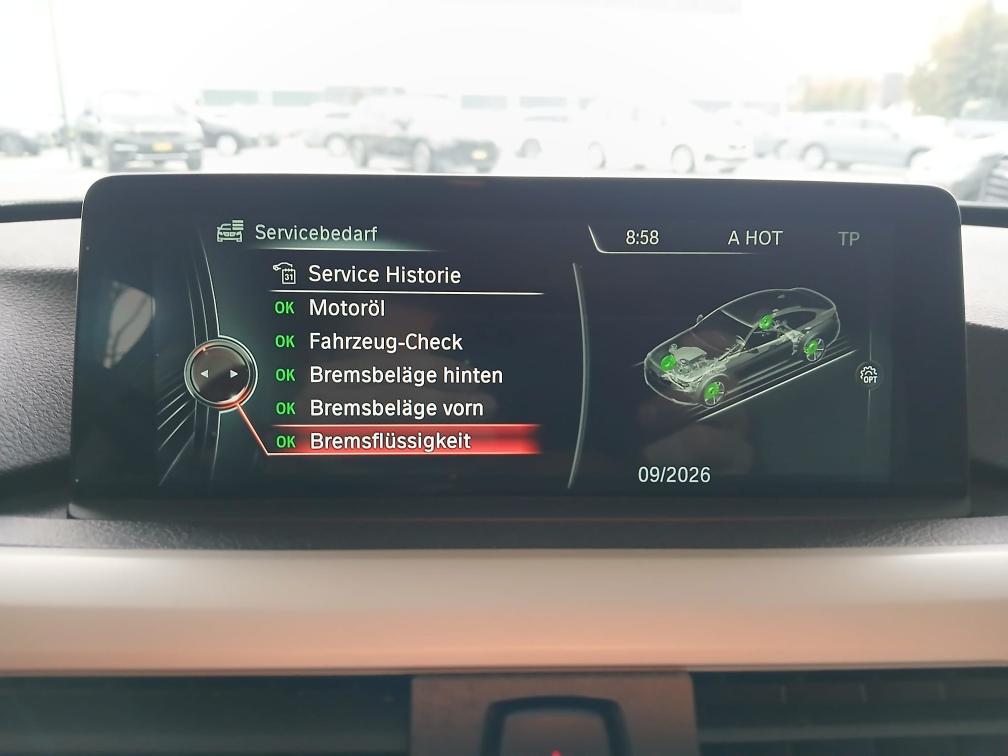 Servicebedarf
8:58 A HOT TP
31 Service Historie
OK Motoröl
OK Fahrzeug-Check
OK Bremsbeläge hinten
OK Bremsbeläge vorn
OK Bremsflüssigkeit
OPT
09/2026